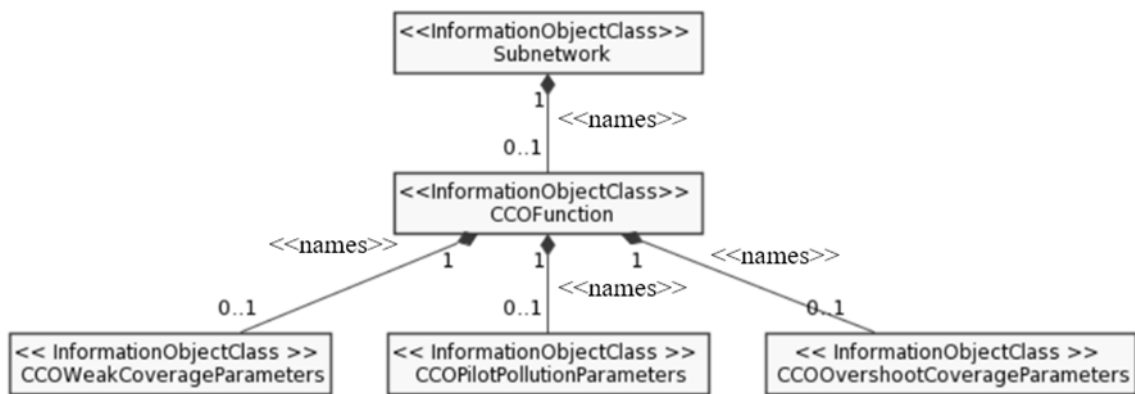 <<InformationObjectClass>>
Subnetwork
1
<<names>>
0..1
<<InformationObjectClass>>
CCOFunction
<<names>>
1
1
1
<<names>>
<<names>>
0..1
0..1
0..1
<< InformationObjectClass >>
CCOWeakCoverageParameters
<< InformationObjectClass >>
CCOPilotPollutionParameters
<< InformationObjectClass >>
CCOOvershootCoverageParameters